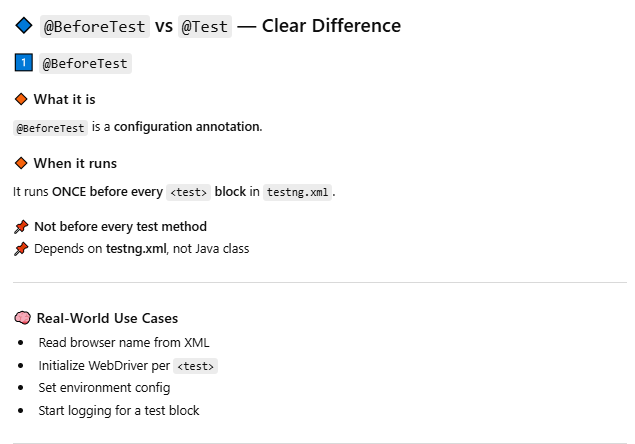 @BeforeTest vs @Test — Clear Difference
1 @BeforeTest
What it is
@BeforeTest is a configuration annotation.
When it runs
It runs ONCE before every <test> block in testng.xml.
Not before every test method
Depends on testng.xml, not Java class
Real-World Use Cases
• Read browser name from XML
• Initialize WebDriver per <test>
• Set environment config
• Start logging for a test block